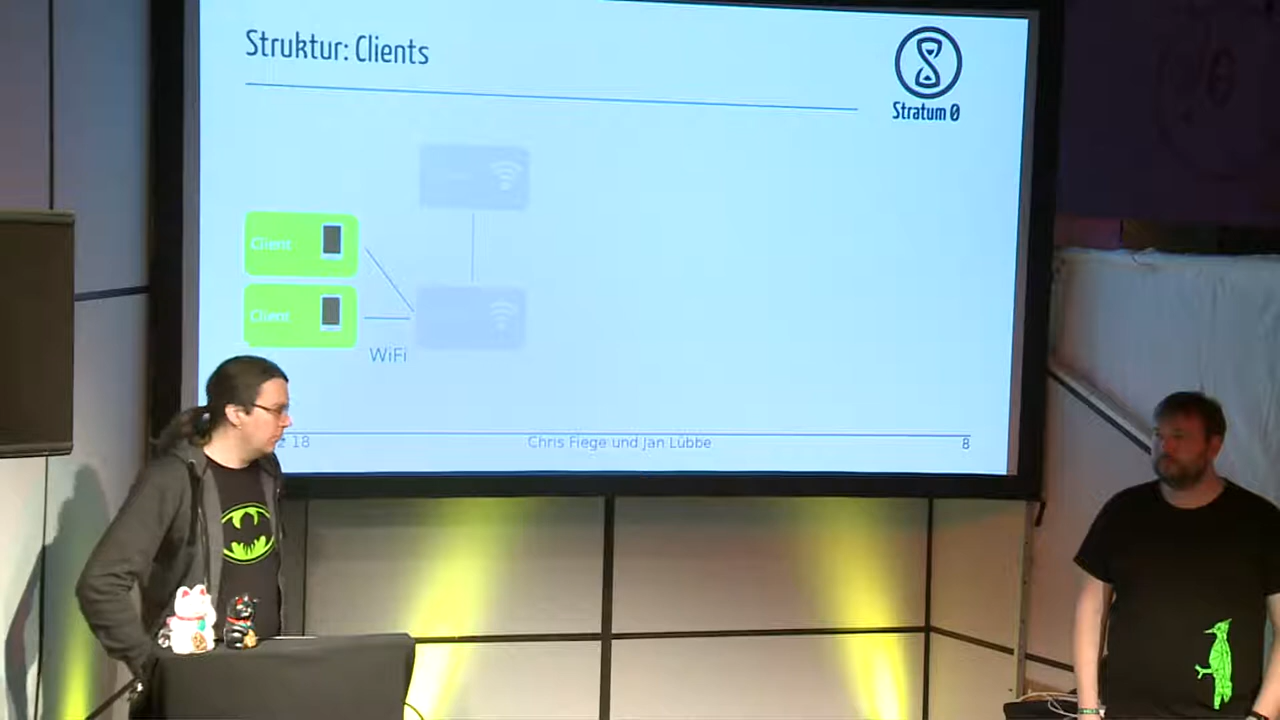 Struktur: Clients
Stratum 0
Client
Client
WiFi
18
Chris Fiege und Jan Lübbe
8